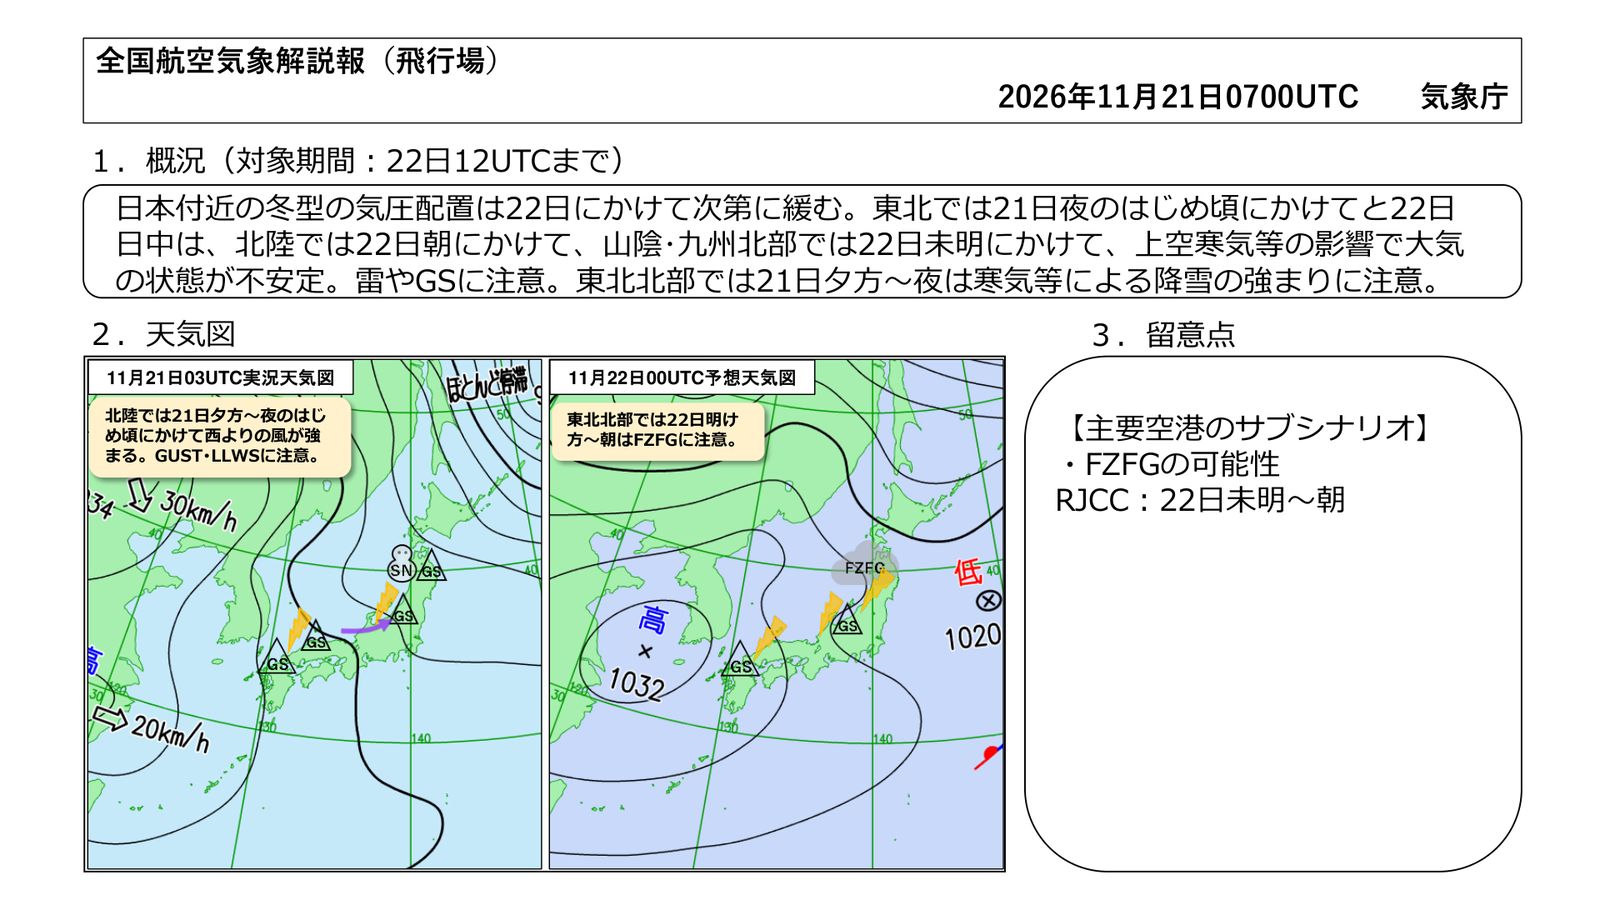 全国航空気象解説報（飛行場）
2026年11月21日0700UTC　　気象庁
１．概況（対象期間：22日12UTCまで）
日本付近の冬型の気圧配置は22日にかけて次第に緩む。東北では21日夜のはじめ頃にかけてと22日
日中は、北陸では22日朝にかけて、山陰･九州北部では22日未明にかけて、上空寒気等の影響で大気
の状態が不安定。雷やGSに注意。東北北部では21日夕方～夜は寒気等による降雪の強まりに注意。
２．天気図
11月21日03UTC実況天気図
ほとんど停滞
50
北陸では21日夕方～夜のはじ
め頃にかけて西よりの風が強
まる。GUST･LLWSに注意。
34
30km/h
40
SN
GS
40
GS
GS
GS
高
30
120
20km/h
130
140
11月22日00UTC予想天気図
50
東北北部では22日明け
方～朝はFZFGに注意。
40
FZFG
低
40
1020
高
1032
GS
GS
30
120
130
140
３．留意点
【主要空港のサブシナリオ】
・FZFGの可能性
RJCC：22日未明～朝